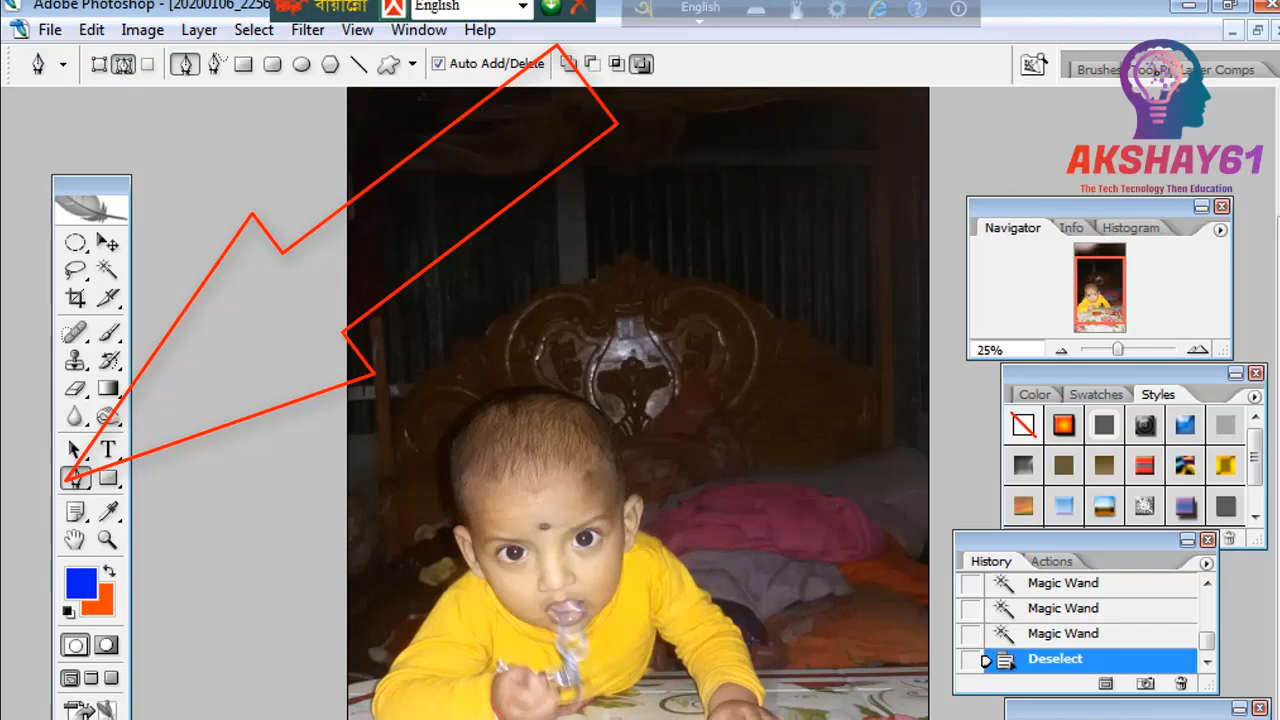 Adobe Photoshop - [20200106_2256
বায়ান্নো
English
English
File Edit Image Layer Select Filter View Window Help
Auto Add/Delete
Brushes
Layer Comps
AKSHAY61
The Tech Tecnology Then Education
Navigator Info Histogram
25%
Color Swatches Styles
T
History Actions
Magic Wand
Magic Wand
Magic Wand
Deselect